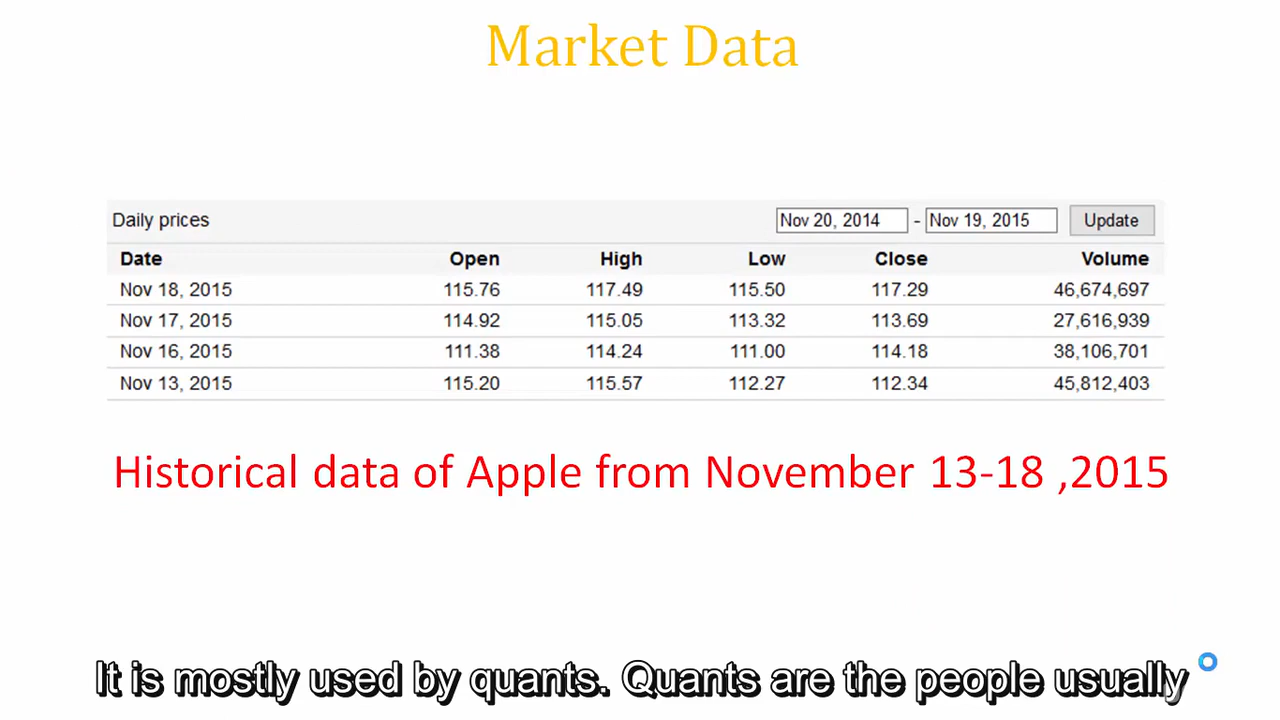 Market Data
Daily prices Nov 20, 2014 - Nov 19, 2015 Update
Date Open High Low Close Volume
Nov 18, 2015 115.76 117.49 115.50 117.29 46,674,697
Nov 17, 2015 114.92 115.05 113.32 113.69 27,616,939
Nov 16, 2015 111.38 114.24 111.00 114.18 38,106,701
Nov 13, 2015 115.20 115.57 112.27 112.34 45,812,403
Historical data of Apple from November 13-18 ,2015
It is mostly used by quants. Quants are the people usually